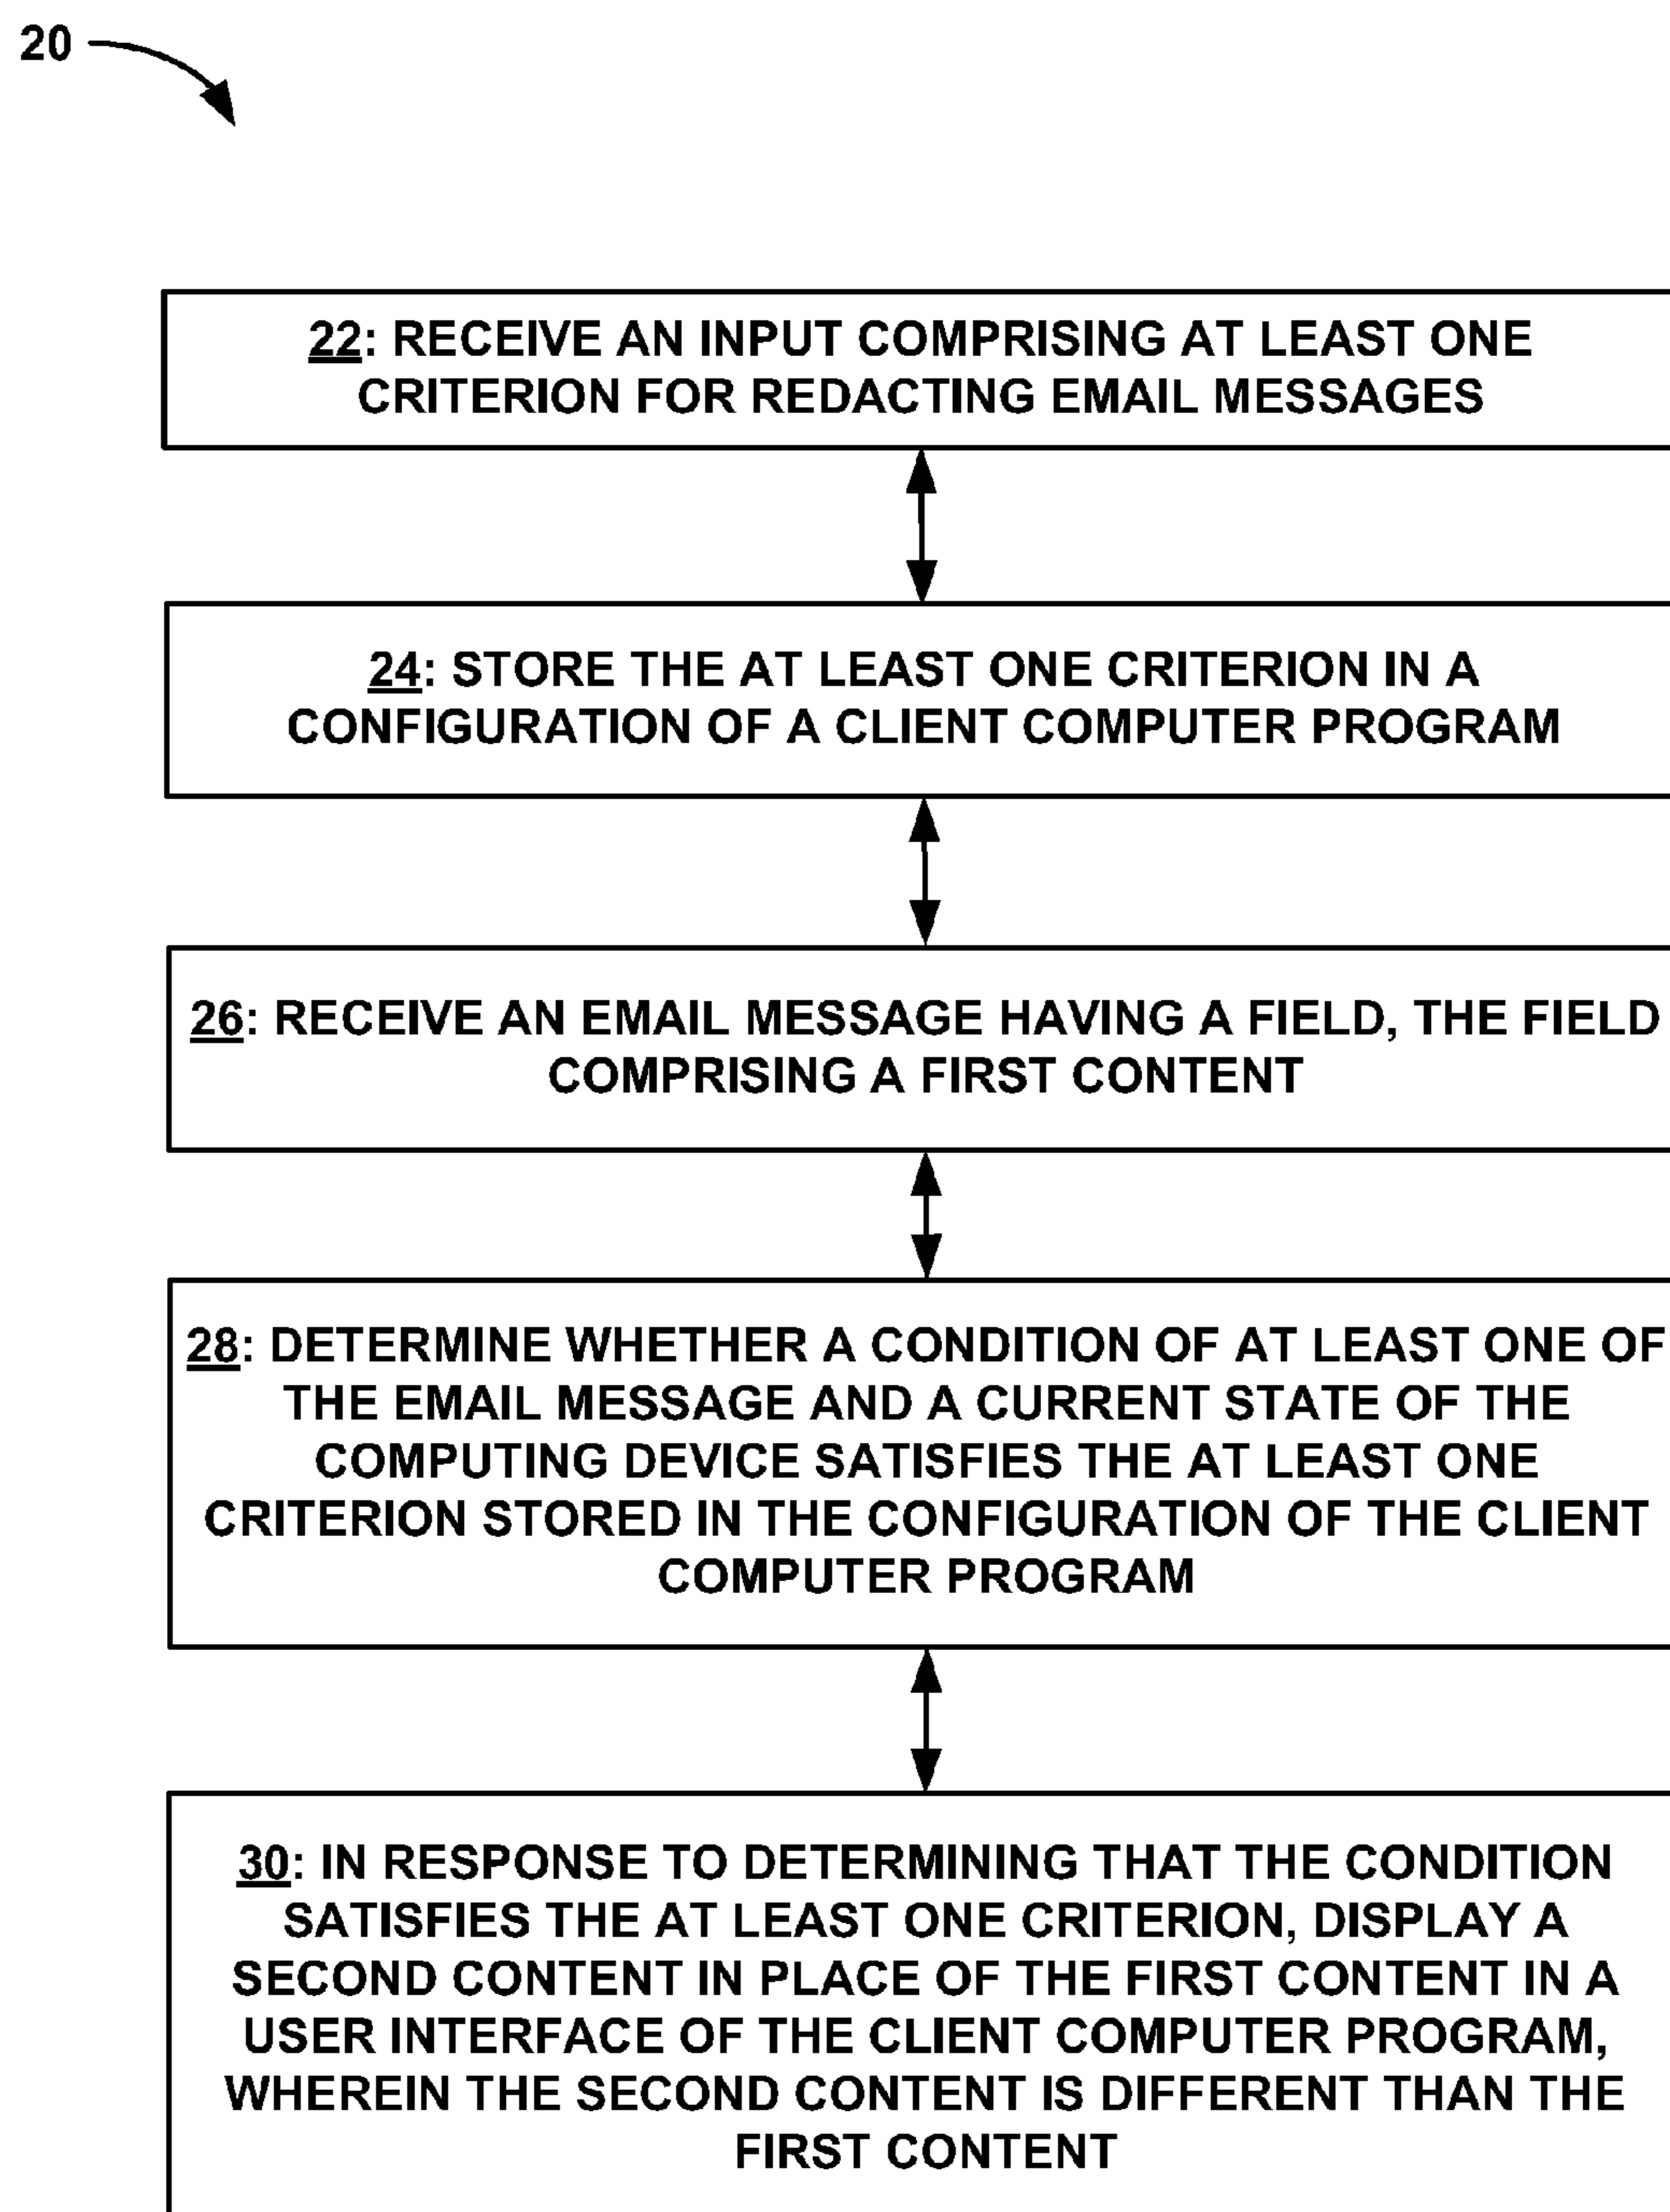 20
22: RECEIVE AN INPUT COMPRISING AT LEAST ONE
CRITERION FOR REDACTING EMAIL MESSAGES
24: STORE THE AT LEAST ONE CRITERION IN A
CONFIGURATION OF A CLIENT COMPUTER PROGRAM
26: RECEIVE AN EMAIL MESSAGE HAVING A FIELD, THE FIELD
COMPRISING A FIRST CONTENT
28: DETERMINE WHETHER A CONDITION OF AT LEAST ONE OF
THE EMAIL MESSAGE AND A CURRENT STATE OF THE
COMPUTING DEVICE SATISFIES THE AT LEAST ONE
CRITERION STORED IN THE CONFIGURATION OF THE CLIENT
COMPUTER PROGRAM
30: IN RESPONSE TO DETERMINING THAT THE CONDITION
SATISFIES THE AT LEAST ONE CRITERION, DISPLAY A
SECOND CONTENT IN PLACE OF THE FIRST CONTENT IN A
USER INTERFACE OF THE CLIENT COMPUTER PROGRAM,
WHEREIN THE SECOND CONTENT IS DIFFERENT THAN THE
FIRST CONTENT